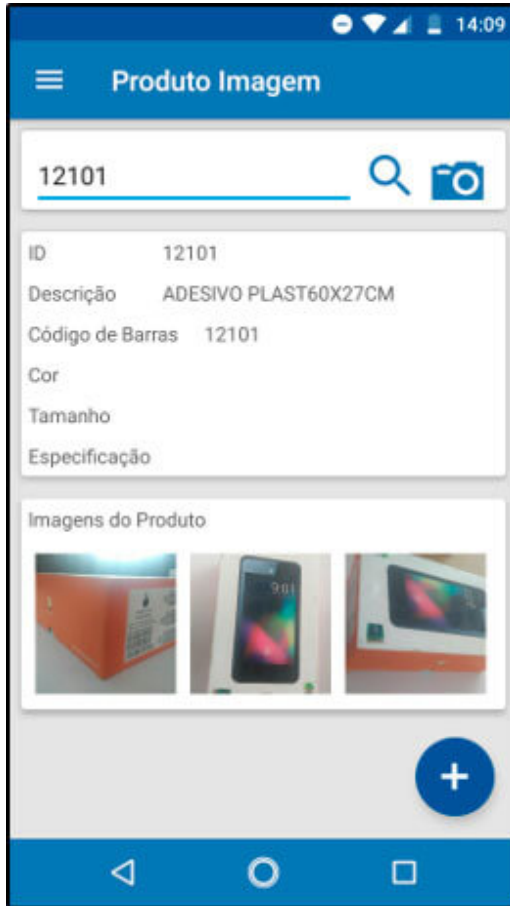 14:09
Produto Imagem
12101
ID 12101
Descrição ADESIVO PLAST60X27CM
Código de Barras 12101
Cor
Tamanho
Especificação
Imagens do Produto
9:01